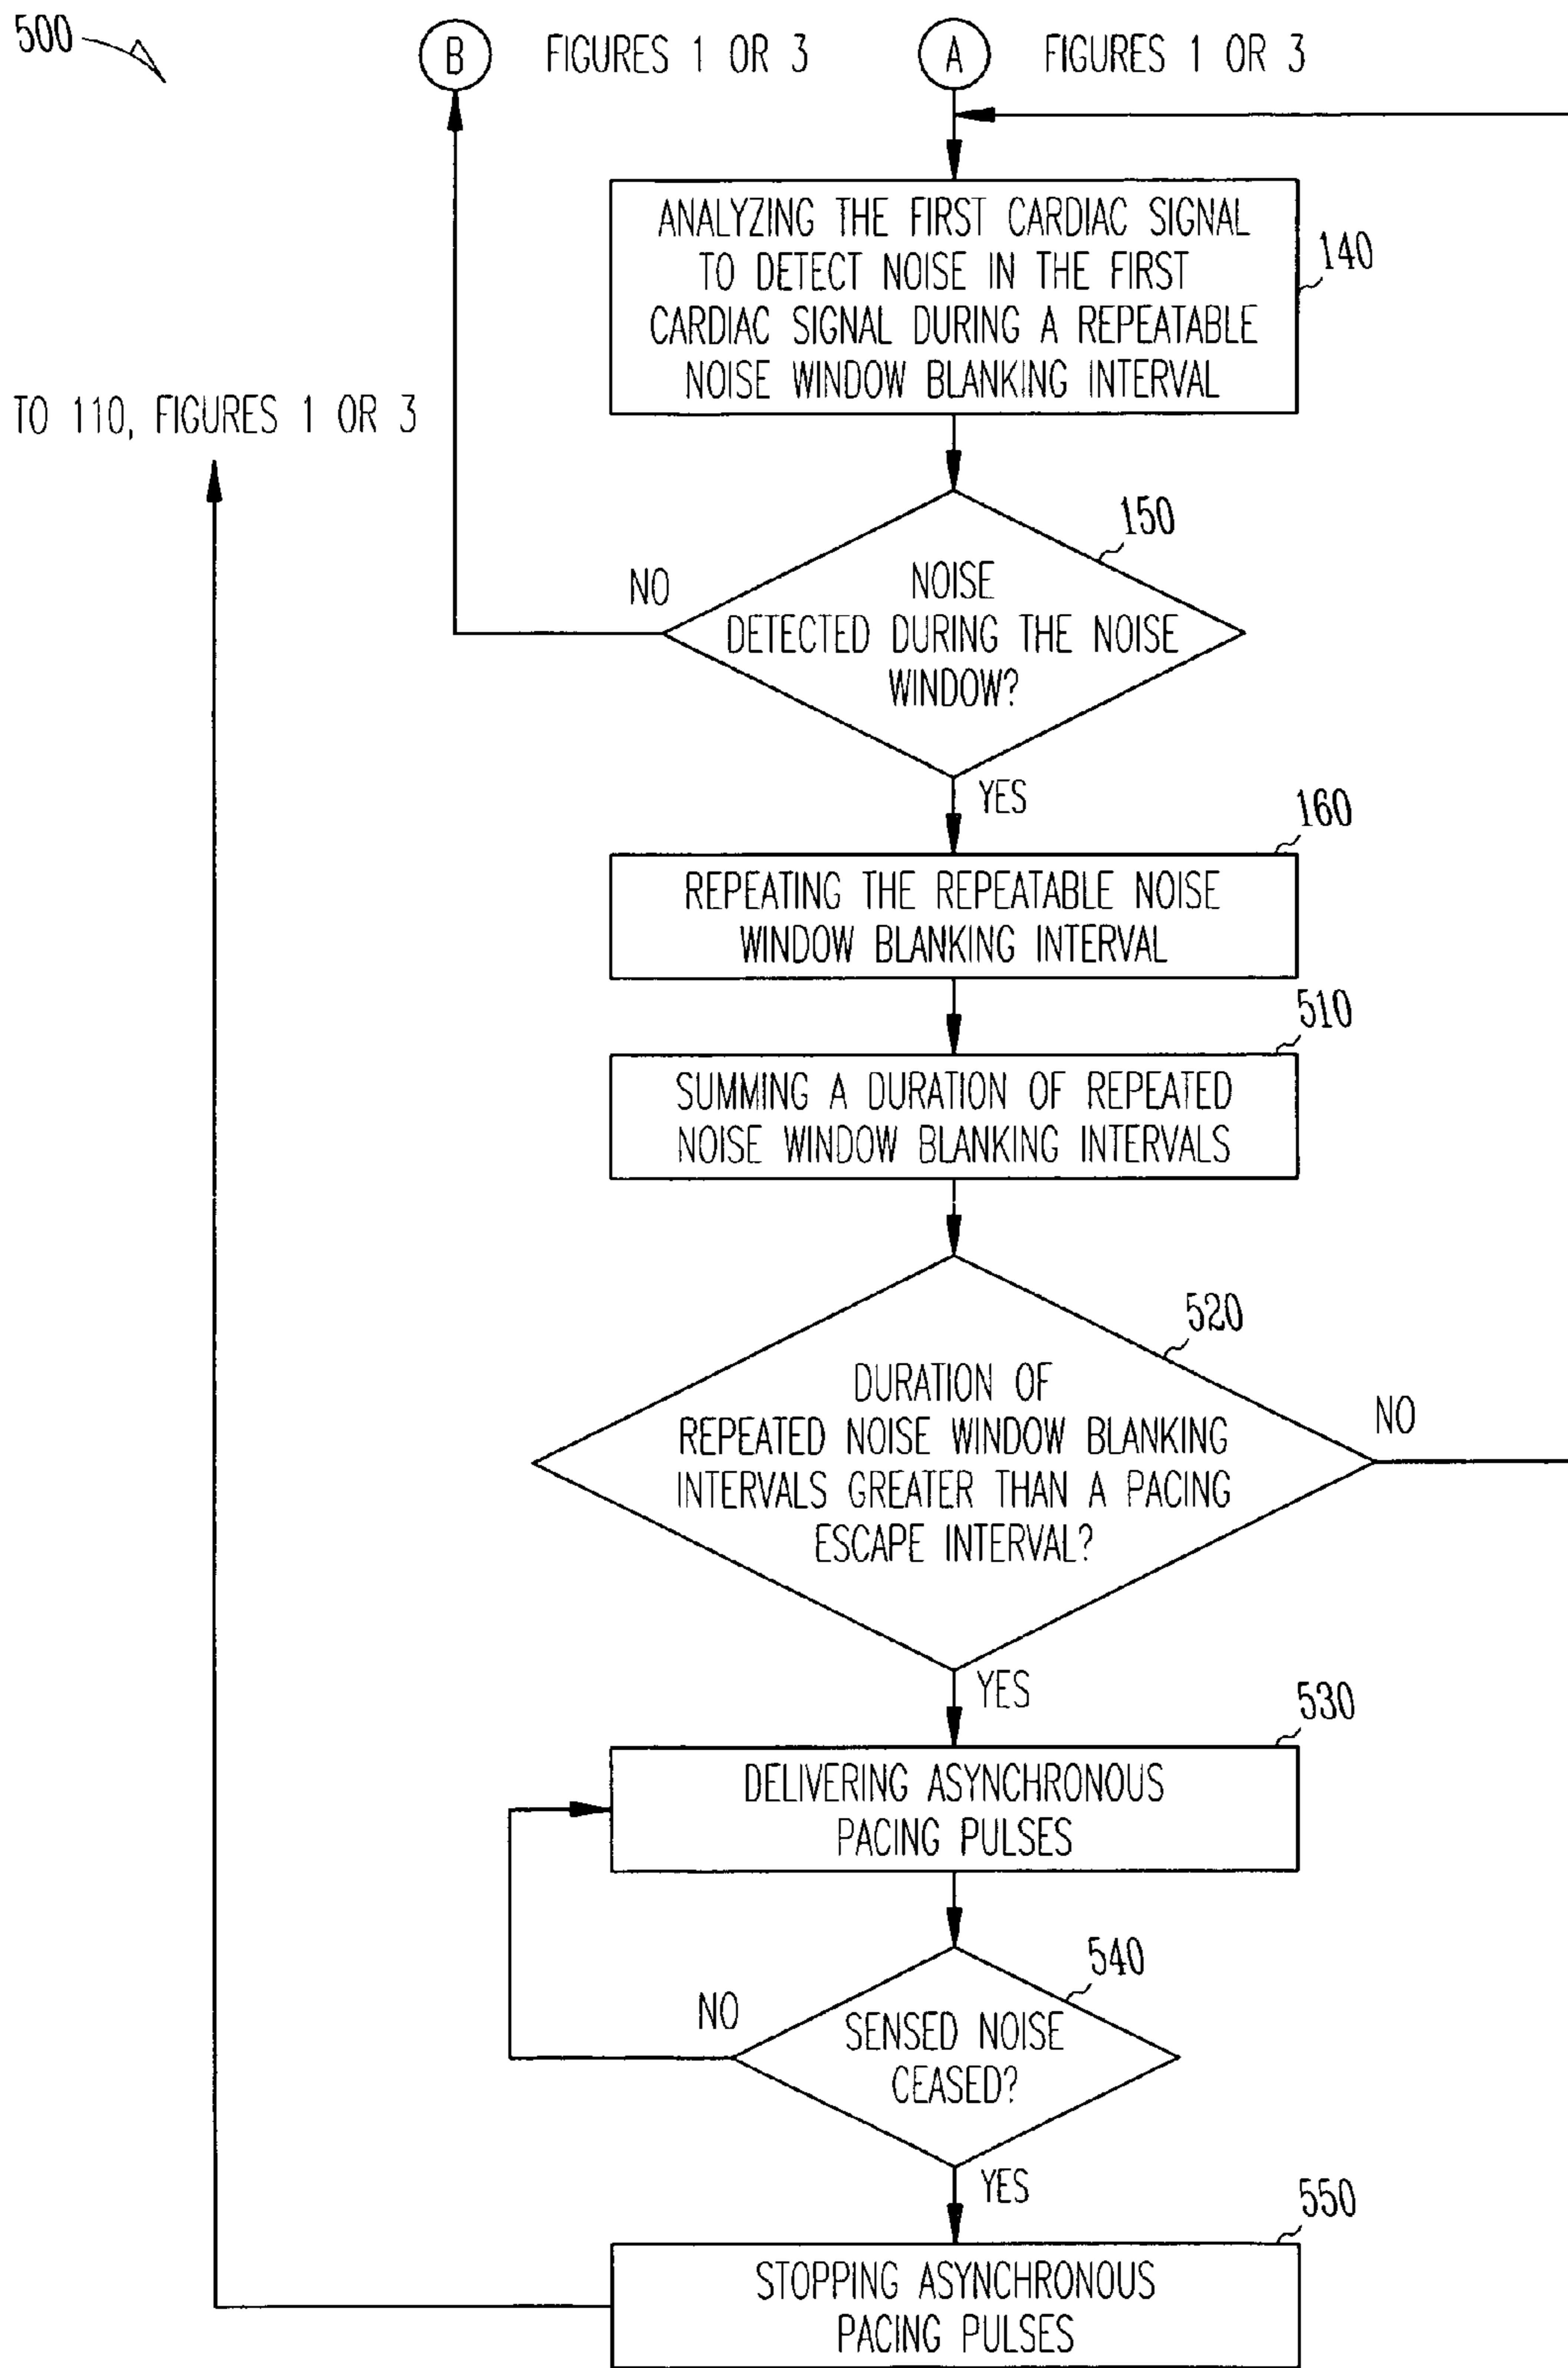 500
B FIGURES 1 OR 3 A FIGURES 1 OR 3
ANALYZING THE FIRST CARDIAC SIGNAL
TO DETECT NOISE IN THE FIRST
CARDIAC SIGNAL DURING A REPEATABLE
NOISE WINDOW BLANKING INTERVAL
140
TO 110, FIGURES 1 OR 3
150
NO
NOISE
DETECTED DURING THE NOISE
WINDOW?
YES
160
REPEATING THE REPEATABLE NOISE
WINDOW BLANKING INTERVAL
510
SUMMING A DURATION OF REPEATED
NOISE WINDOW BLANKING INTERVALS
520
DURATION OF
REPEATED NOISE WINDOW BLANKING
INTERVALS GREATER THAN A PACING
ESCAPE INTERVAL?
NO
YES
530
DELIVERING ASYNCHRONOUS
PACING PULSES
540
NO
SENSED NOISE
CEASED?
YES
550
STOPPING ASYNCHRONOUS
PACING PULSES